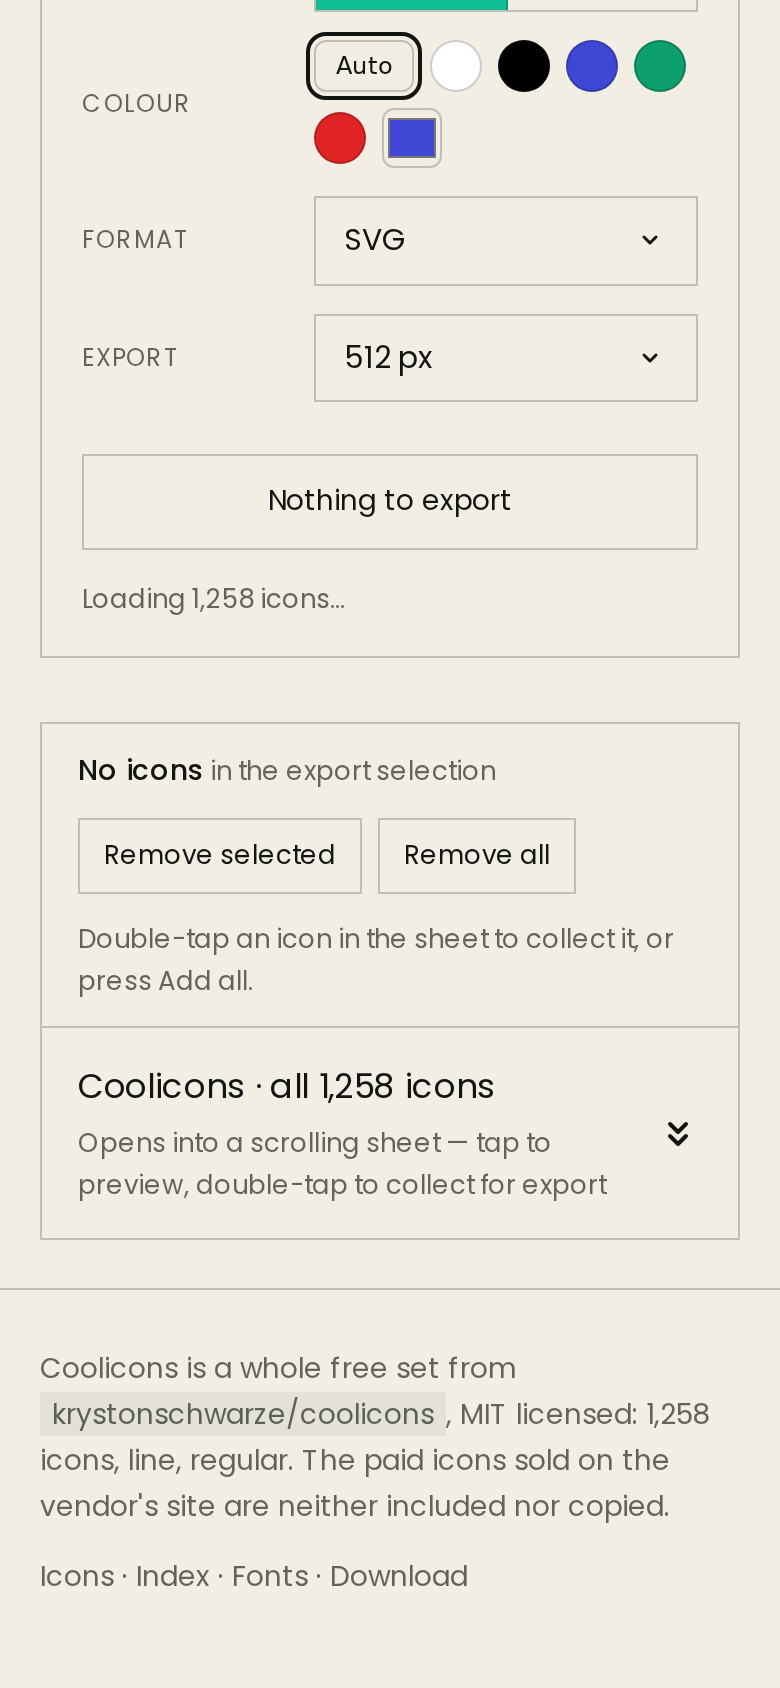 COLOUR
Auto
FORMAT
SVG
EXPORT
512 px
Nothing to export
Loading 1,258 icons...
No icons in the export selection
Remove selected
Remove all
Double-tap an icon in the sheet to collect it, or
press Add all.
Coolicons · all 1,258 icons
Opens into a scrolling sheet — tap to
preview, double-tap to collect for export
Coolicons is a whole free set from
krystonschwarze/coolicons , MIT licensed: 1,258
icons, line, regular. The paid icons sold on the
vendor's site are neither included nor copied.
Icons · Index · Fonts · Download